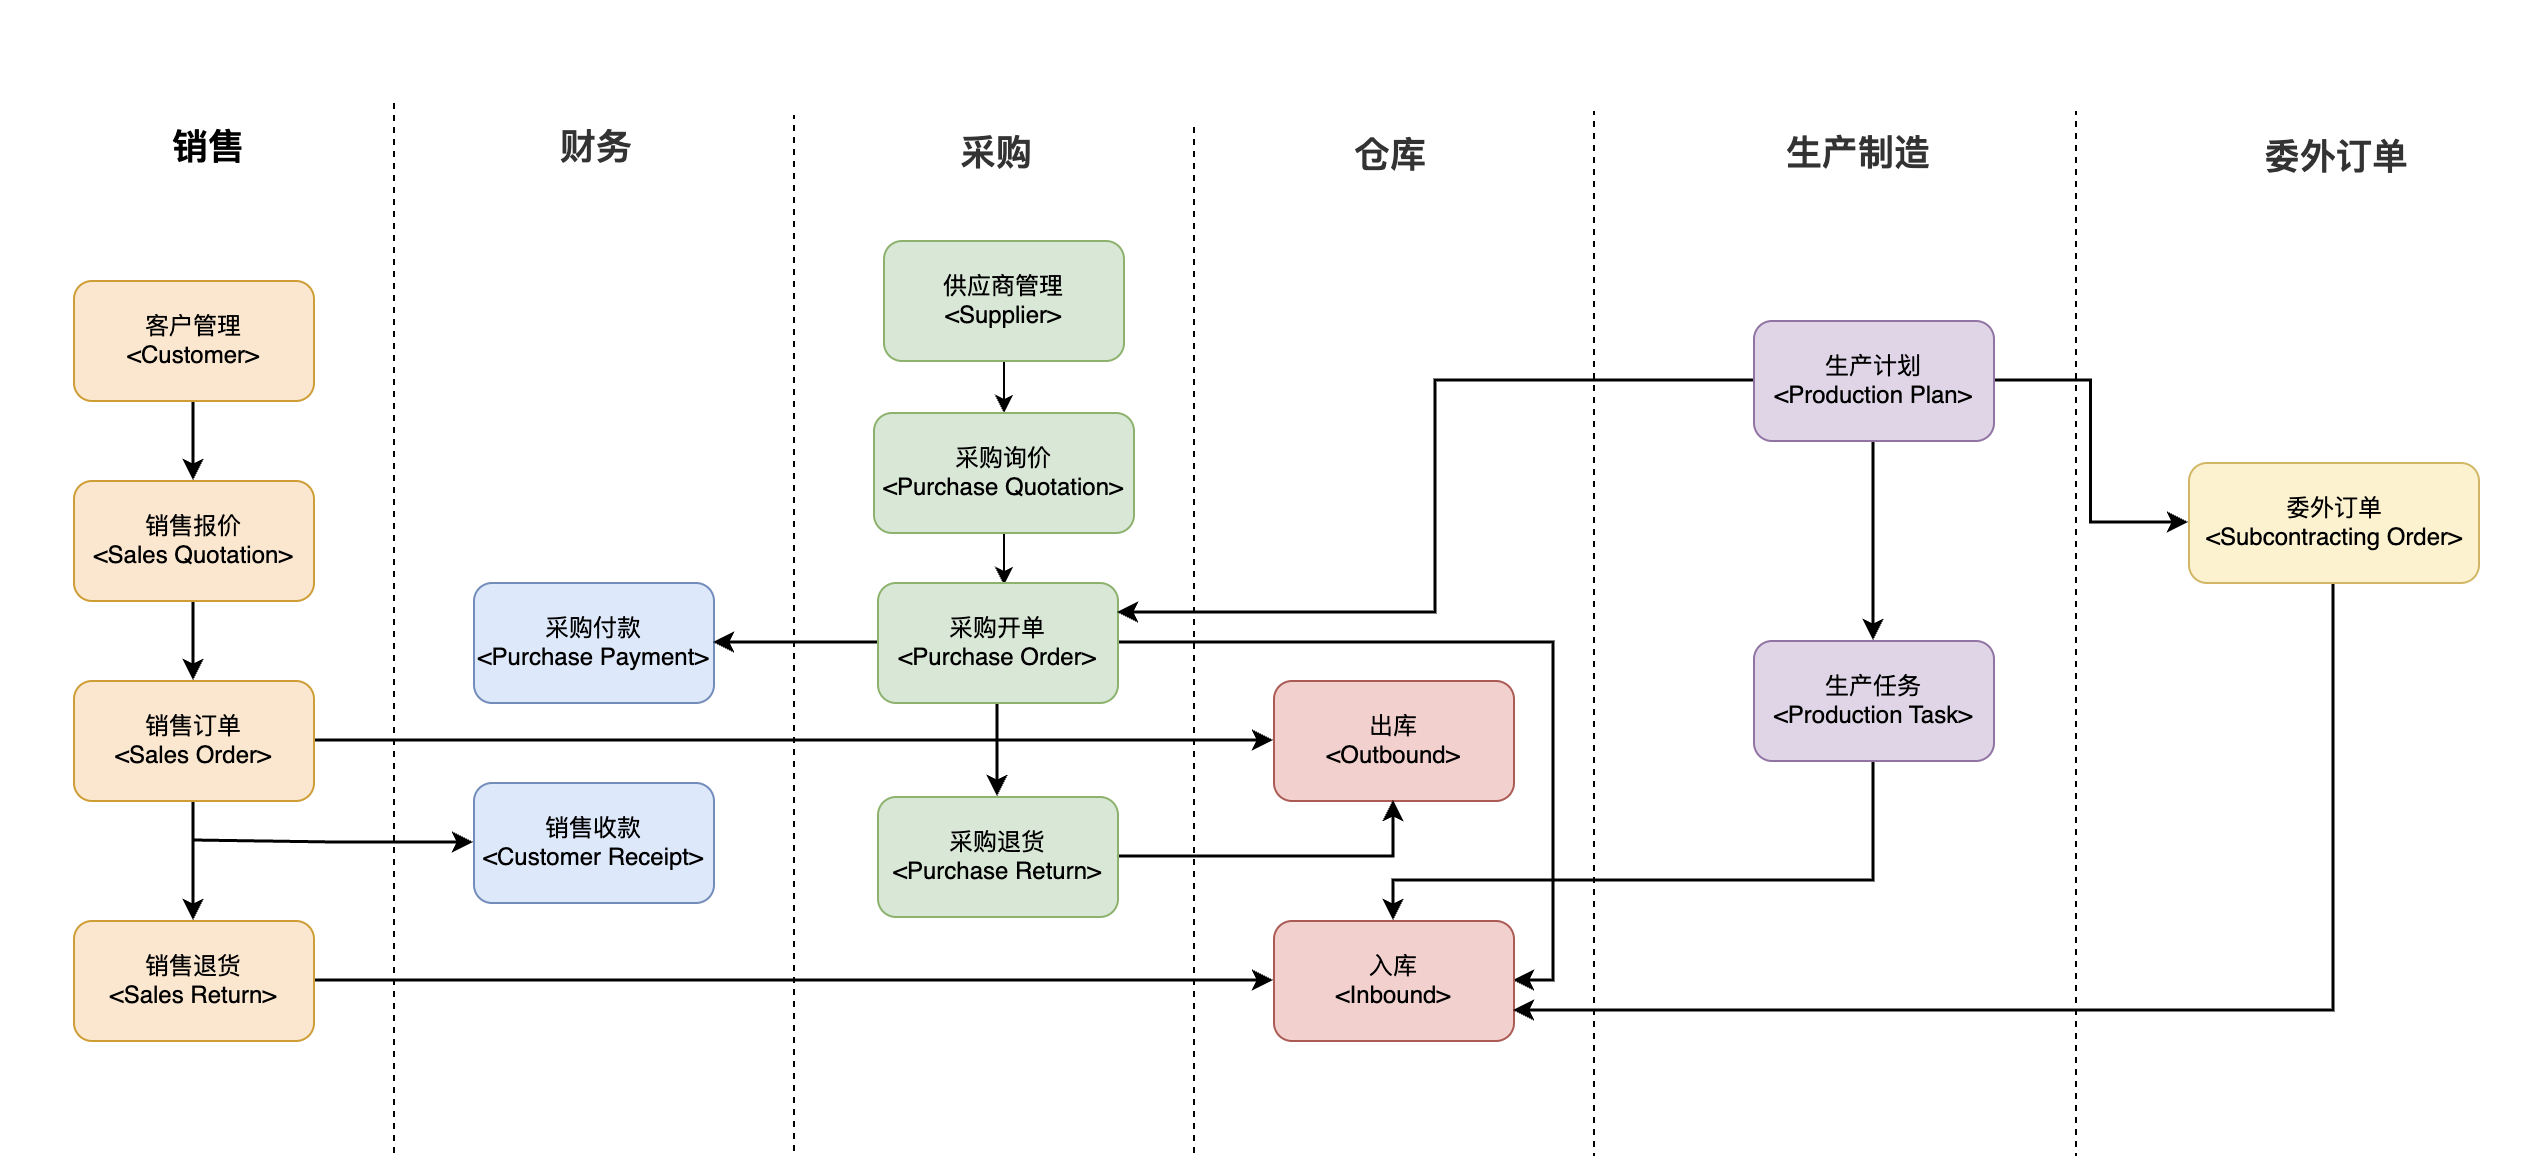 销售
财务
采购
仓库
生产制造
委外订单
客户管理
<Customer>
销售报价
<Sales Quotation>
销售订单
<Sales Order>
销售退货
<Sales Return>
采购付款
<Purchase Payment>
销售收款
<Customer Receipt>
供应商管理
<Supplier>
采购询价
<Purchase Quotation>
采购开单
<Purchase Order>
采购退货
<Purchase Return>
出库
<Outbound>
入库
<Inbound>
生产计划
<Production Plan>
生产任务
<Production Task>
委外订单
<Subcontracting Order>